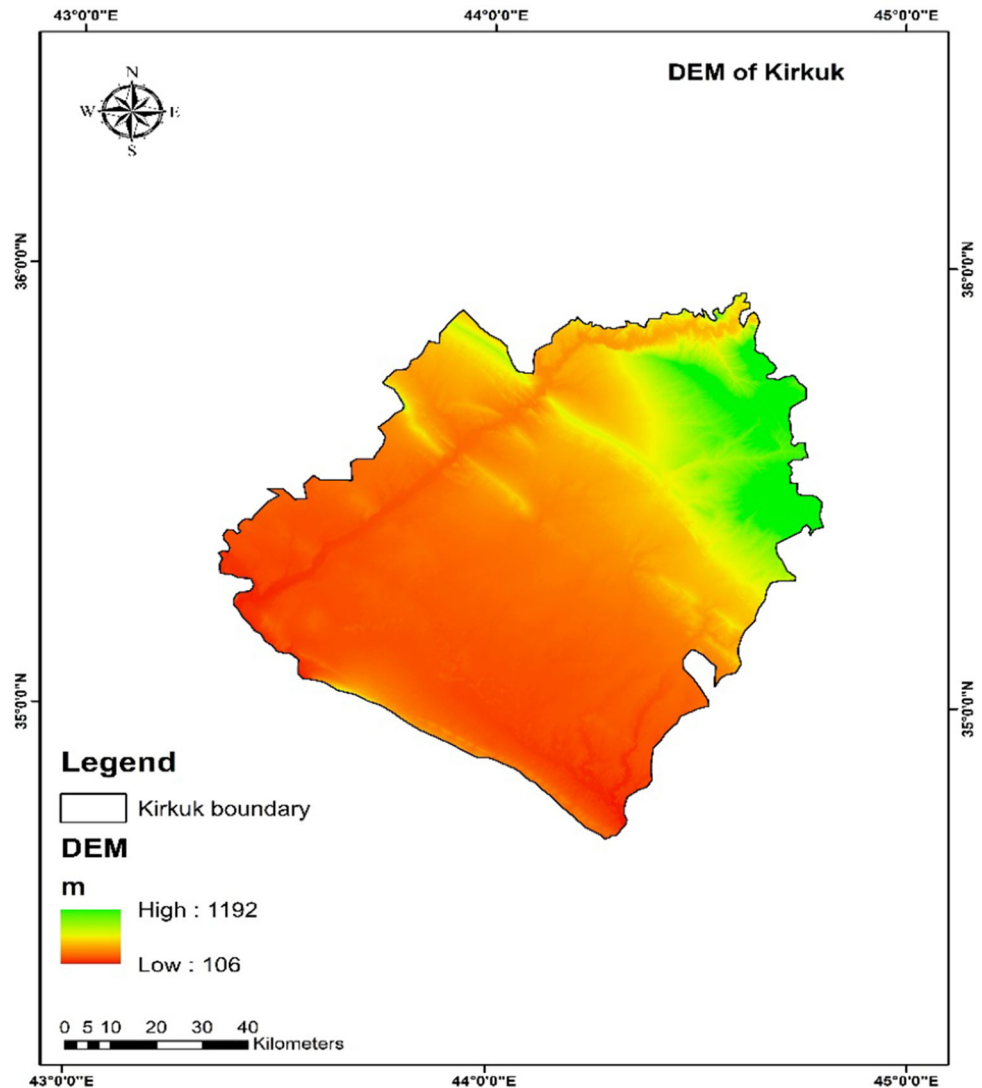 43°0'0"E 44°0'0"E 45°0'0"E
DEM of Kirkuk
N
W E
S
36°0'0"N 36°0'0"N
35°0'0"N 35°0'0"N
Legend
Kirkuk boundary
DEM
m
High : 1192
Low : 106
0 5 10 20 30 40
Kilometers
43°0'0"E 44°0'0"E 45°0'0"E